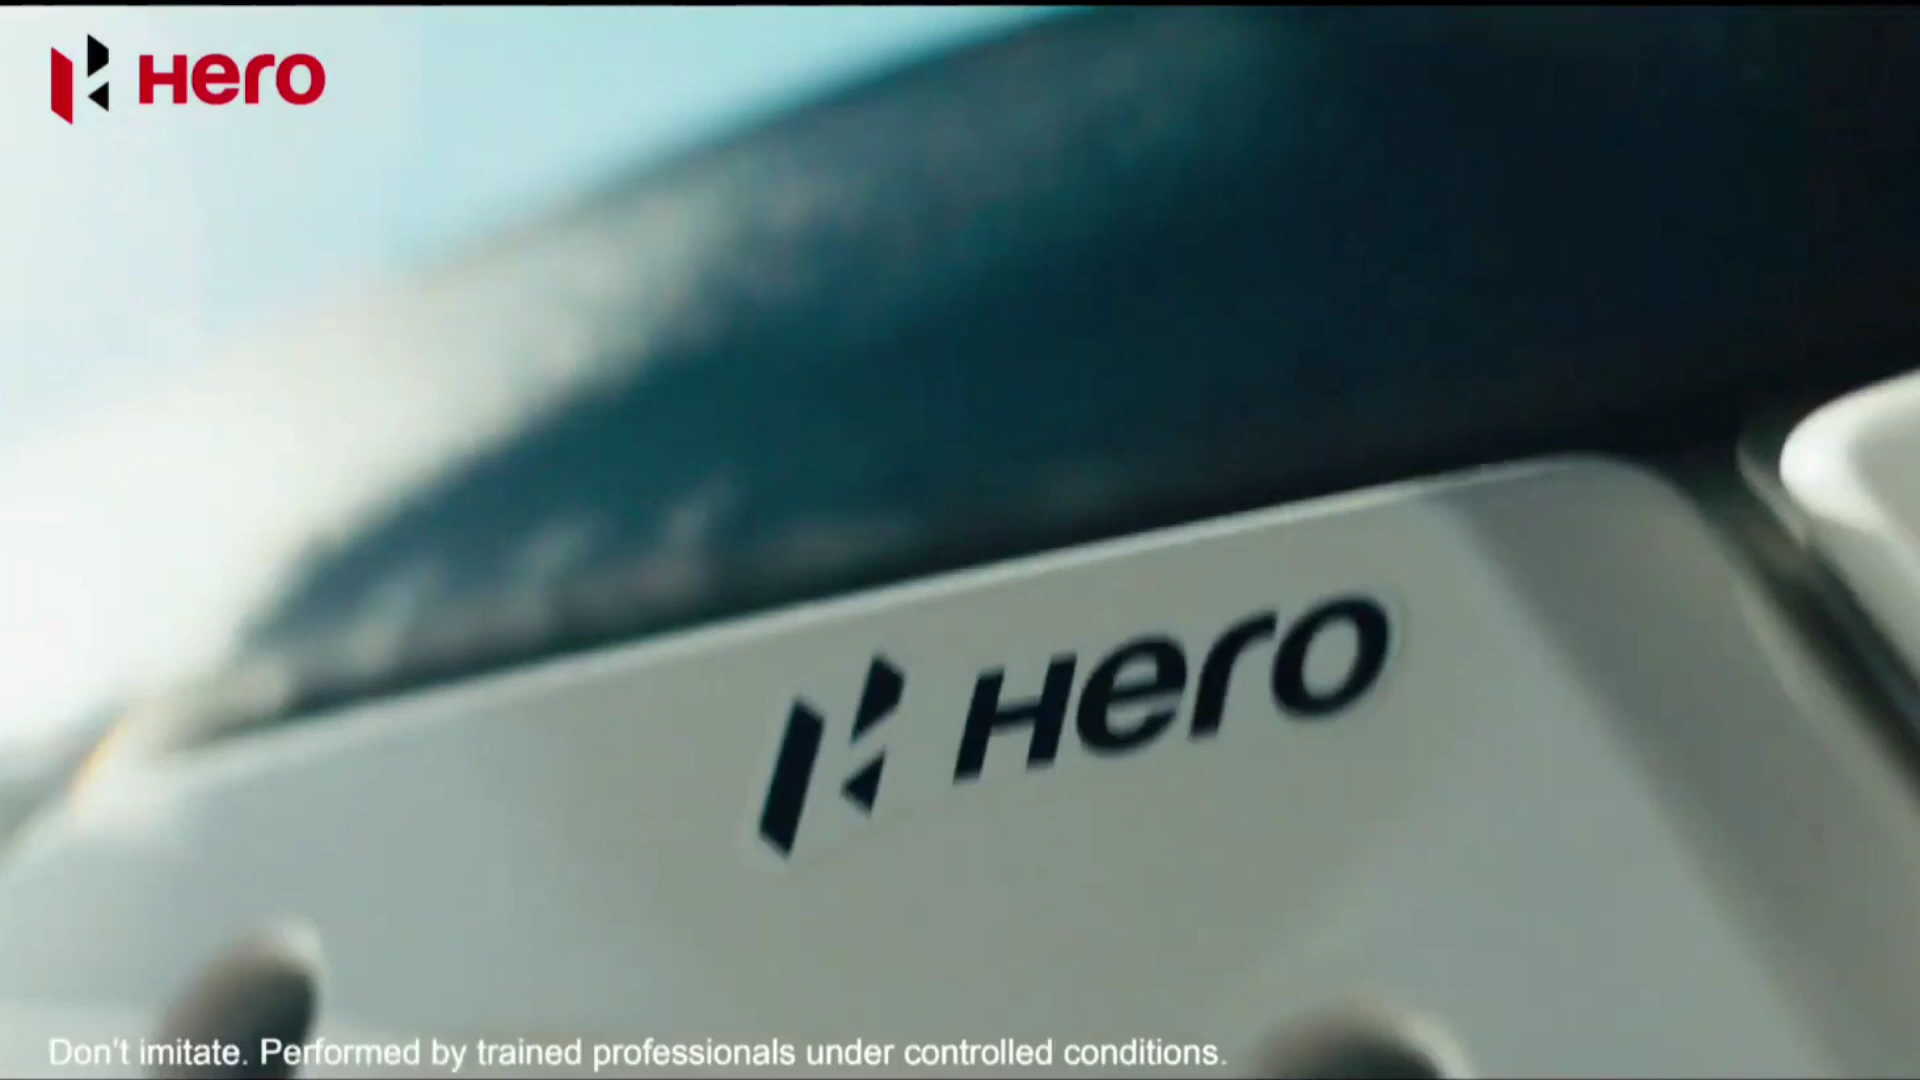 Hero
Hero
Don't imitate. Performed by trained professionals under controlled conditions.